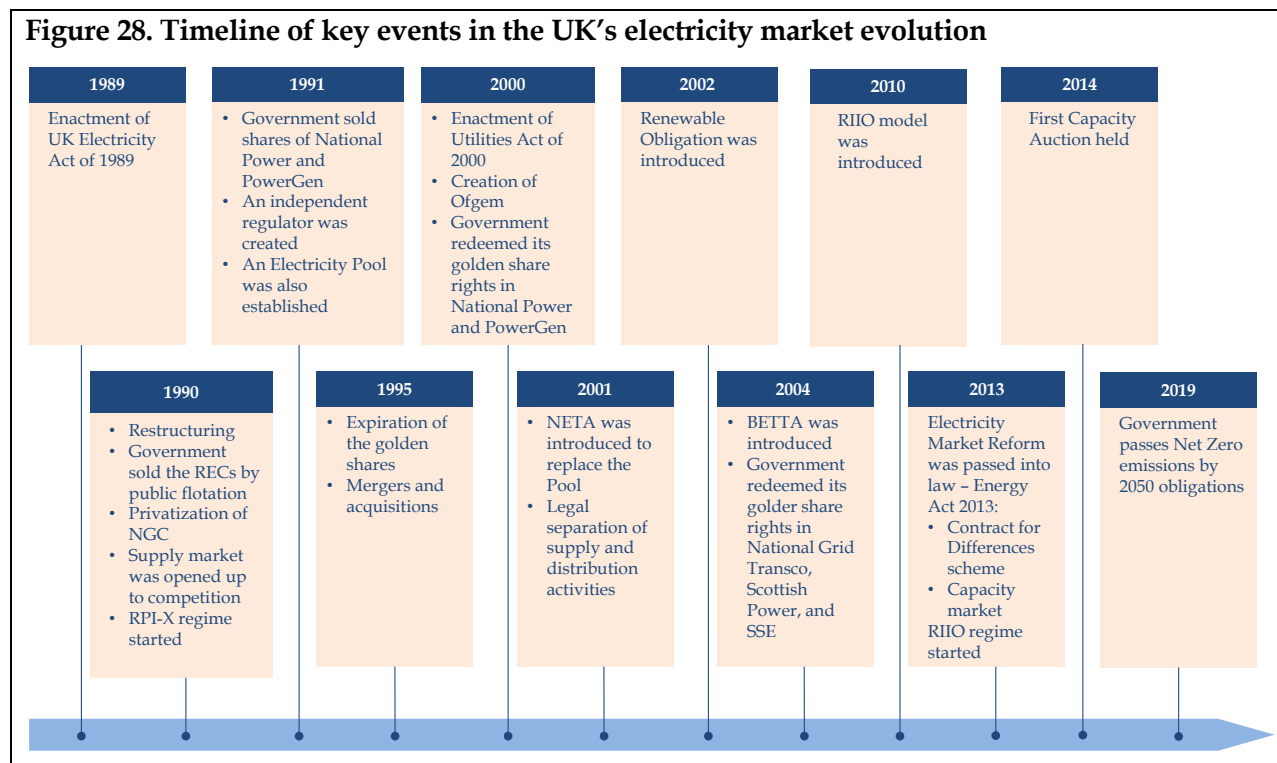 Figure 28. Timeline of key events in the UK's electricity market evolution
1989
Enactment of
UK Electricity
Act of 1989
1991
• Government sold
shares of National
Power and
PowerGen
• An independent
regulator was
created
• An Electricity Pool
was also
established
2000
• Enactment of
Utilities Act of
2000
• Creation of
Ofgem
• Government
redeemed its
golden share
rights in
National Power
and PowerGen
2002
Renewable
Obligation was
introduced
2010
RIIO model
was
introduced
2014
First Capacity
Auction held
1990
• Restructuring
• Government
sold the RECs by
public flotation
• Privatization of
NGC
• Supply market
was opened up
to competition
• RPI-X regime
started
1995
• Expiration of
the golden
shares
• Mergers and
acquisitions
2001
• NETA was
introduced to
replace the
Pool
• Legal
separation of
supply and
distribution
activities
2004
• BETTA was
introduced
• Government
redeemed its
golder share
rights in
National Grid
Transco,
Scottish
Power, and
SSE
2013
Electricity
Market Reform
was passed into
law – Energy
Act 2013:
• Contract for
Differences
scheme
• Capacity
market
RIIO regime
started
2019
Government
passes Net Zero
emissions by
2050 obligations